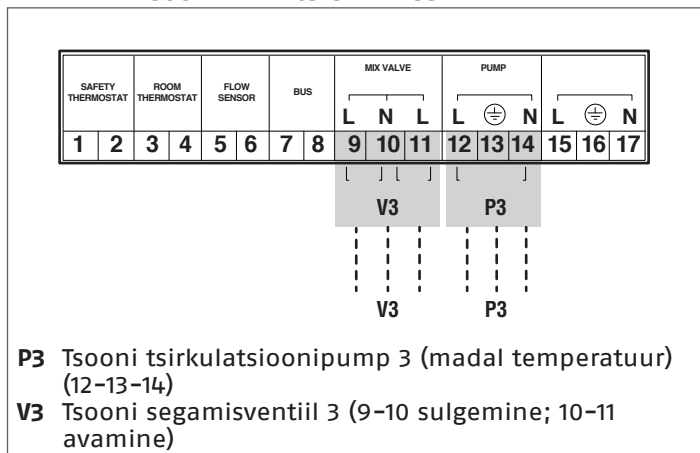 SAFETY THERMOSTAT
ROOM THERMOSTAT
FLOW SENSOR
BUS
MIX VALVE
PUMP
L N L L N L N
1 2 3 4 5 6 7 8 9 10 11 12 13 14 15 16 17
V3 P3
V3 P3
P3 Tsooni tsirkulatsioonipump 3 (madal temperatuur)
(12-13-14)
V3 Tsooni segamisventiil 3 (9-10 sulgemine; 10-11
avamine)